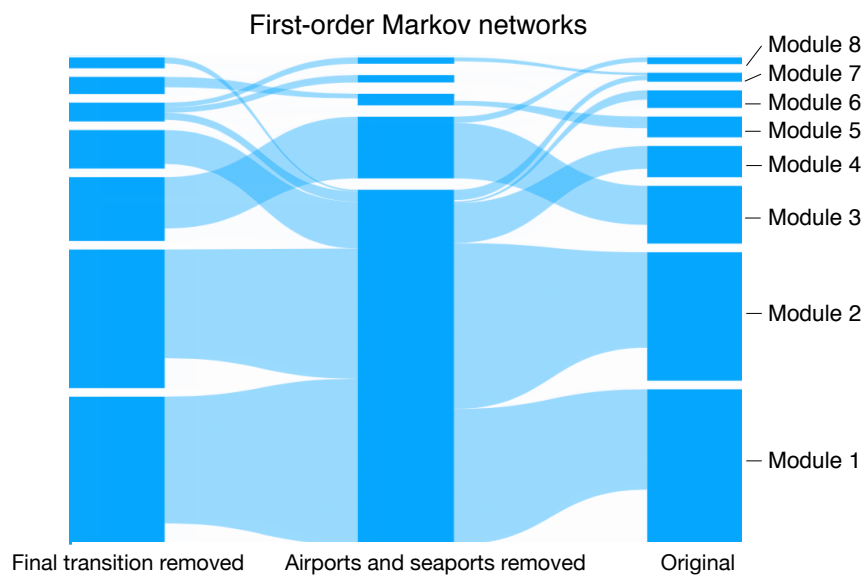 First-order Markov networks
Module 8
Module 7
Module 6
Module 5
Module 4
Module 3
Module 2
Module 1
Final transition removed
Airports and seaports removed
Original